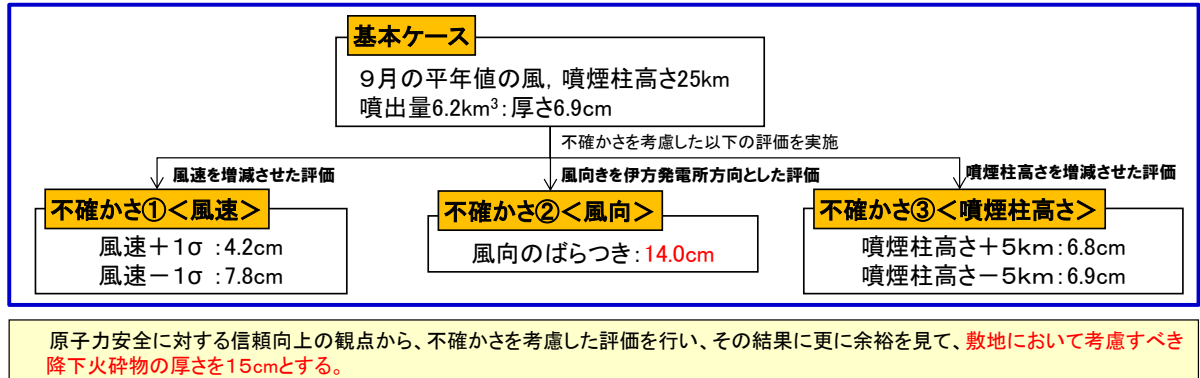 基本ケース
９月の平年値の風，噴煙柱高さ25km
噴出量6.2km³：厚さ6.9cm
不確かさを考慮した以下の評価を実施
風速を増減させた評価
風向きを伊方発電所方向とした評価
噴煙柱高さを増減させた評価
不確かさ①＜風速＞
風速＋1σ ：4.2cm
風速－1σ ：7.8cm
不確かさ②＜風向＞
風向のばらつき：14.0cm
不確かさ③＜噴煙柱高さ＞
噴煙柱高さ＋５ｋｍ：6.8cm
噴煙柱高さ－５ｋｍ：6.9cm
原子力安全に対する信頼向上の観点から、不確かさを考慮した評価を行い、その結果に更に余裕を見て、敷地において考慮すべき
降下火砕物の厚さを１５cmとする。